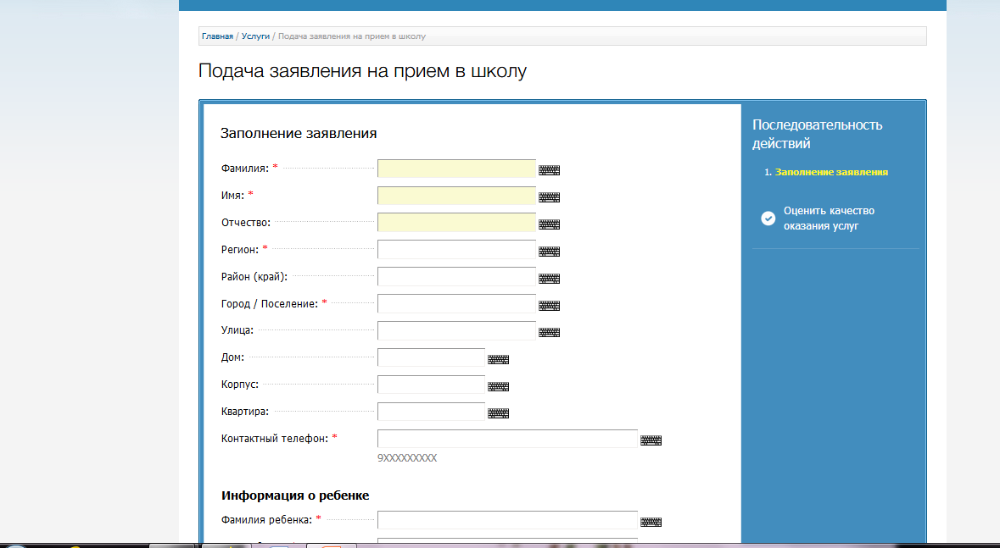 Главная / Услуги / Подача заявления на прием в школу
Подача заявления на прием в школу
Заполнение заявления
Фамилия: *
Имя: *
Отчество:
Регион: *
Район (край):
Город / Поселение: *
Улица:
Дом:
Корпус:
Квартира:
Контактный телефон: *
9XXXXXXXXX
Информация о ребенке
Фамилия ребенка: *
Последовательность
действий
1. Заполнение заявления
Оценить качество
оказания услуг